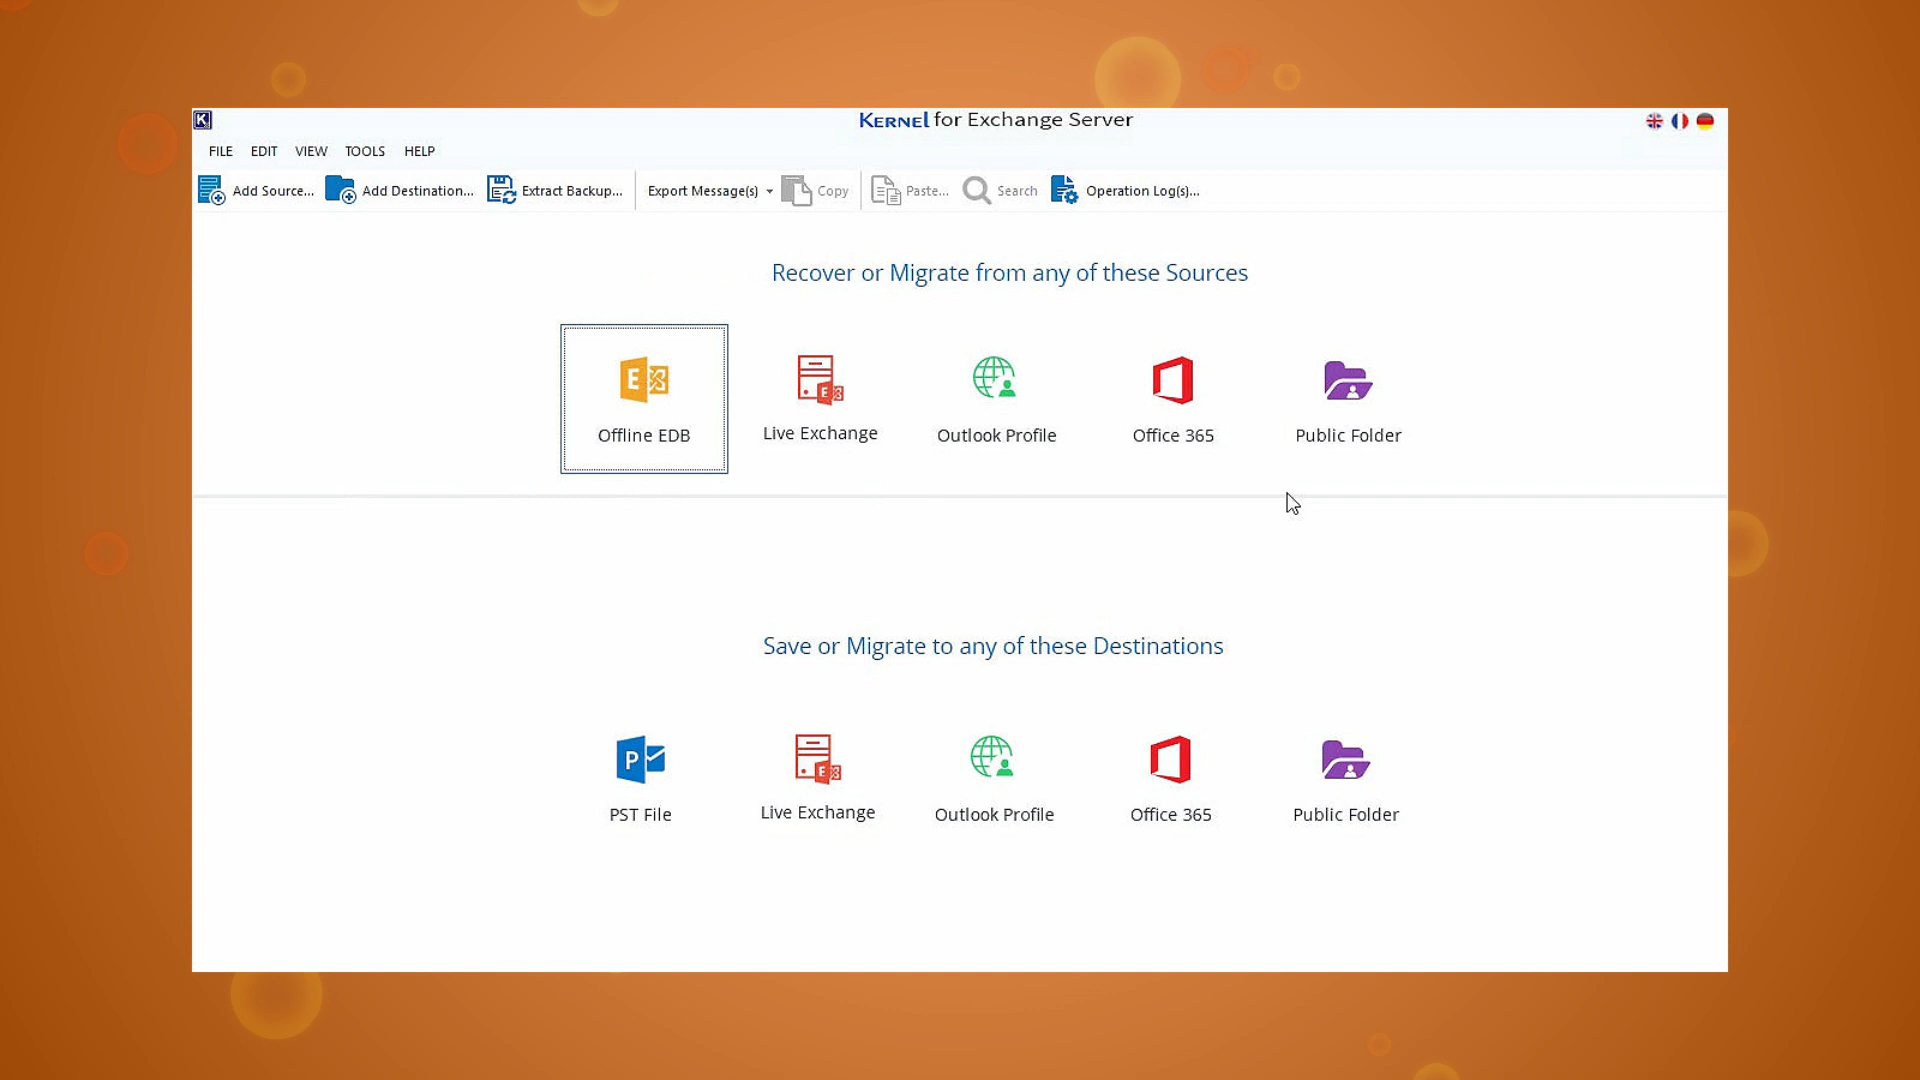 K
KERNEL for Exchange Server
FILE EDIT VIEW TOOLS HELP
Add Source... Add Destination... Extract Backup... Export Message(s) Copy Paste... Search Operation Log(s)...
Recover or Migrate from any of these Sources
E E
Offline EDB Live Exchange Outlook Profile Office 365 Public Folder
Save or Migrate to any of these Destinations
P E
PST File Live Exchange Outlook Profile Office 365 Public Folder